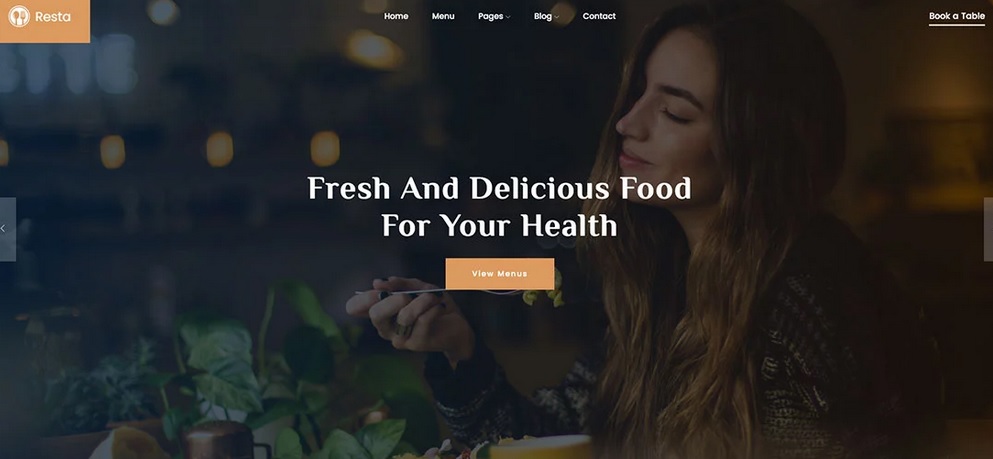 Resta
Home Menu Pages Blog Contact
Book a Table
Fresh And Delicious Food
For Your Health
View Menus